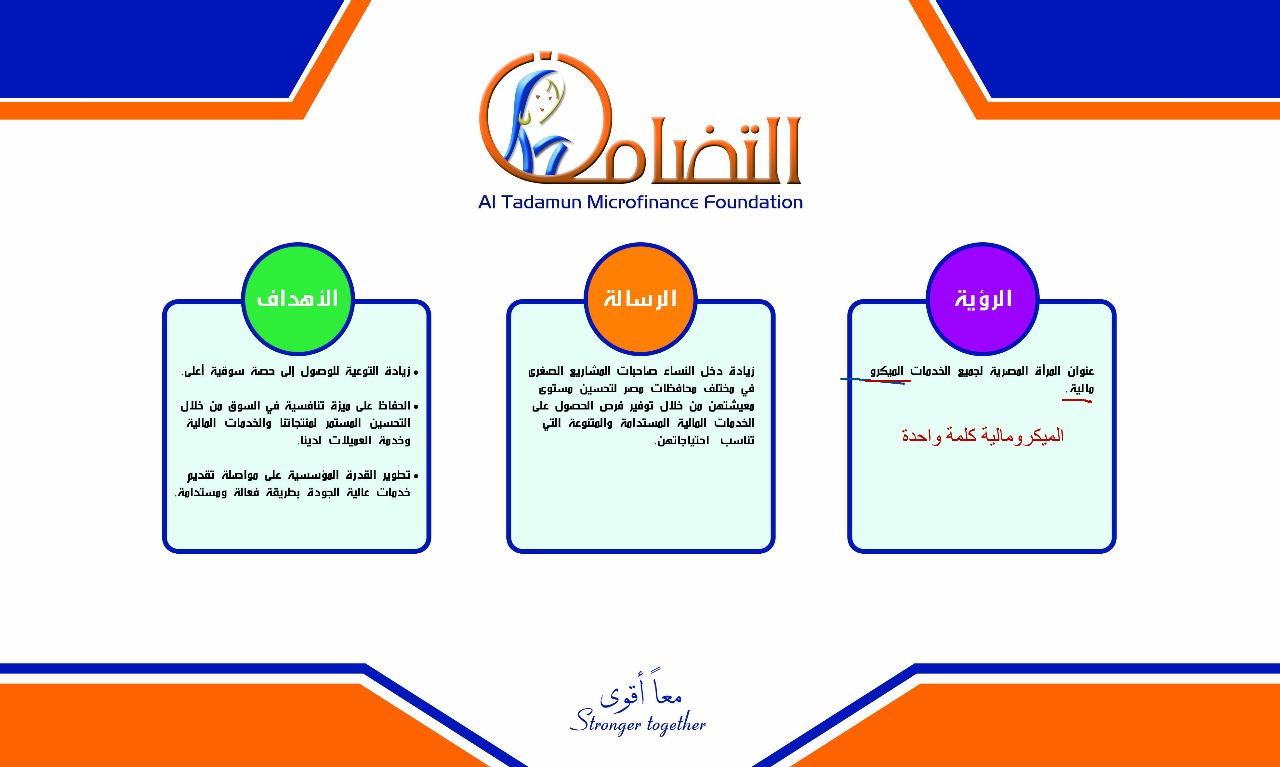 التضامن
Al Tadamun Microfinance Foundation
الرؤية
عنوان المرأة المصرية لجميع الخدمات الميكرو
مالية.
الميكرومالية كلمة واحدة
الرسالة
زيادة دخل النساء صاحبات المشاريع الصغرى
في مختلف محافظات مصر لتحسين مستوى
معيشتهن من خلال توفير فرص الحصول على
الخدمات المالية المستدامة والمتنوعة التي
تناسب احتياجاتهن.
الأهداف
• زيادة التوعية للوصول إلى حصة سوقية أعلى.
• الحفاظ على ميزة تنافسية في السوق من خلال
التحسين المستمر لمنتجاتنا والخدمات المالية
وخدمة العميلات لدينا.
• تطوير القدرة المؤسسية على مواصلة تقديم
خدمات عالية الجودة بطريقة فعالة ومستدامة.
معاً أقوى
Stronger together